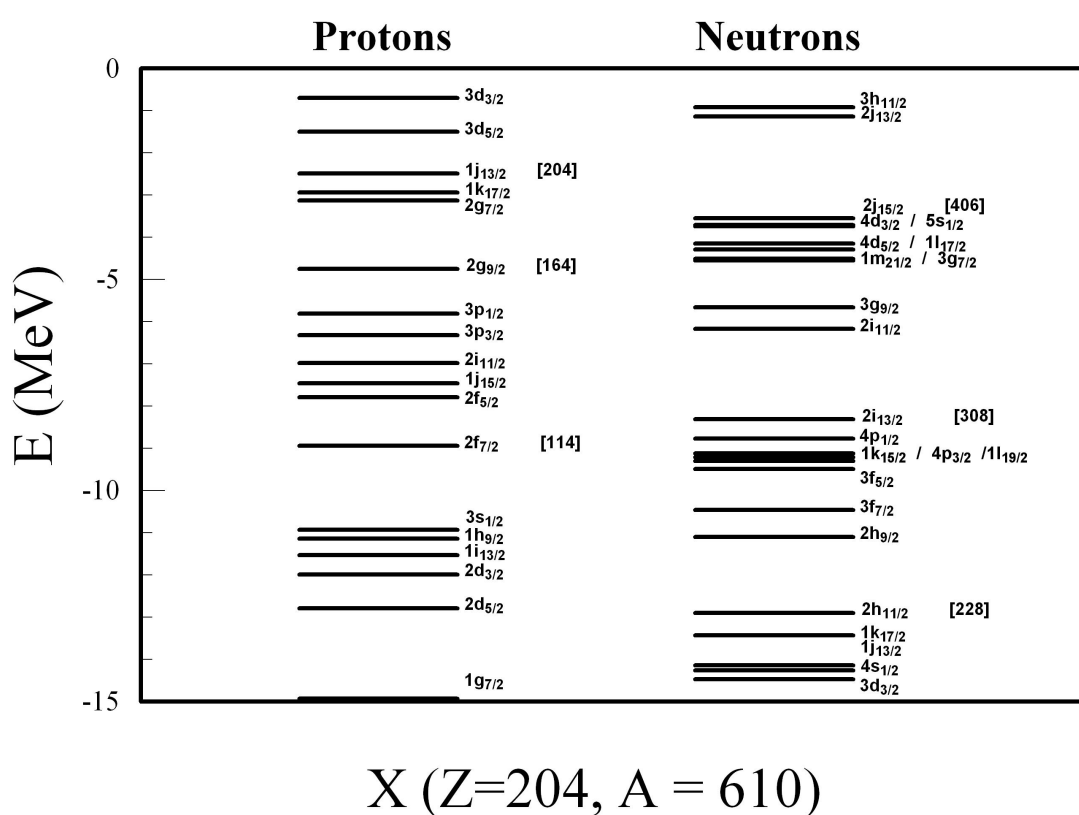 Protons Neutrons
E (MeV)
0
-5
-10
-15
3d3/2
3d5/2
1j13/2 [204]
1k17/2
2g7/2
2g9/2 [164]
3p1/2
3p3/2
2i11/2
1j15/2
2f5/2
2f7/2 [114]
3s1/2
1h9/2
1i13/2
2d3/2
2d5/2
1g7/2
3h11/2
2j13/2
2j15/2 [406]
4d3/2 / 5s1/2
4d5/2 / 1l17/2
1m21/2 / 3g7/2
3g9/2
2i11/2
2i13/2 [308]
4p1/2
1k15/2 / 4p3/2 /1l19/2
3f5/2
3f7/2
2h9/2
2h11/2 [228]
1k17/2
1j13/2
4s1/2
3d3/2
X (Z=204, A = 610)